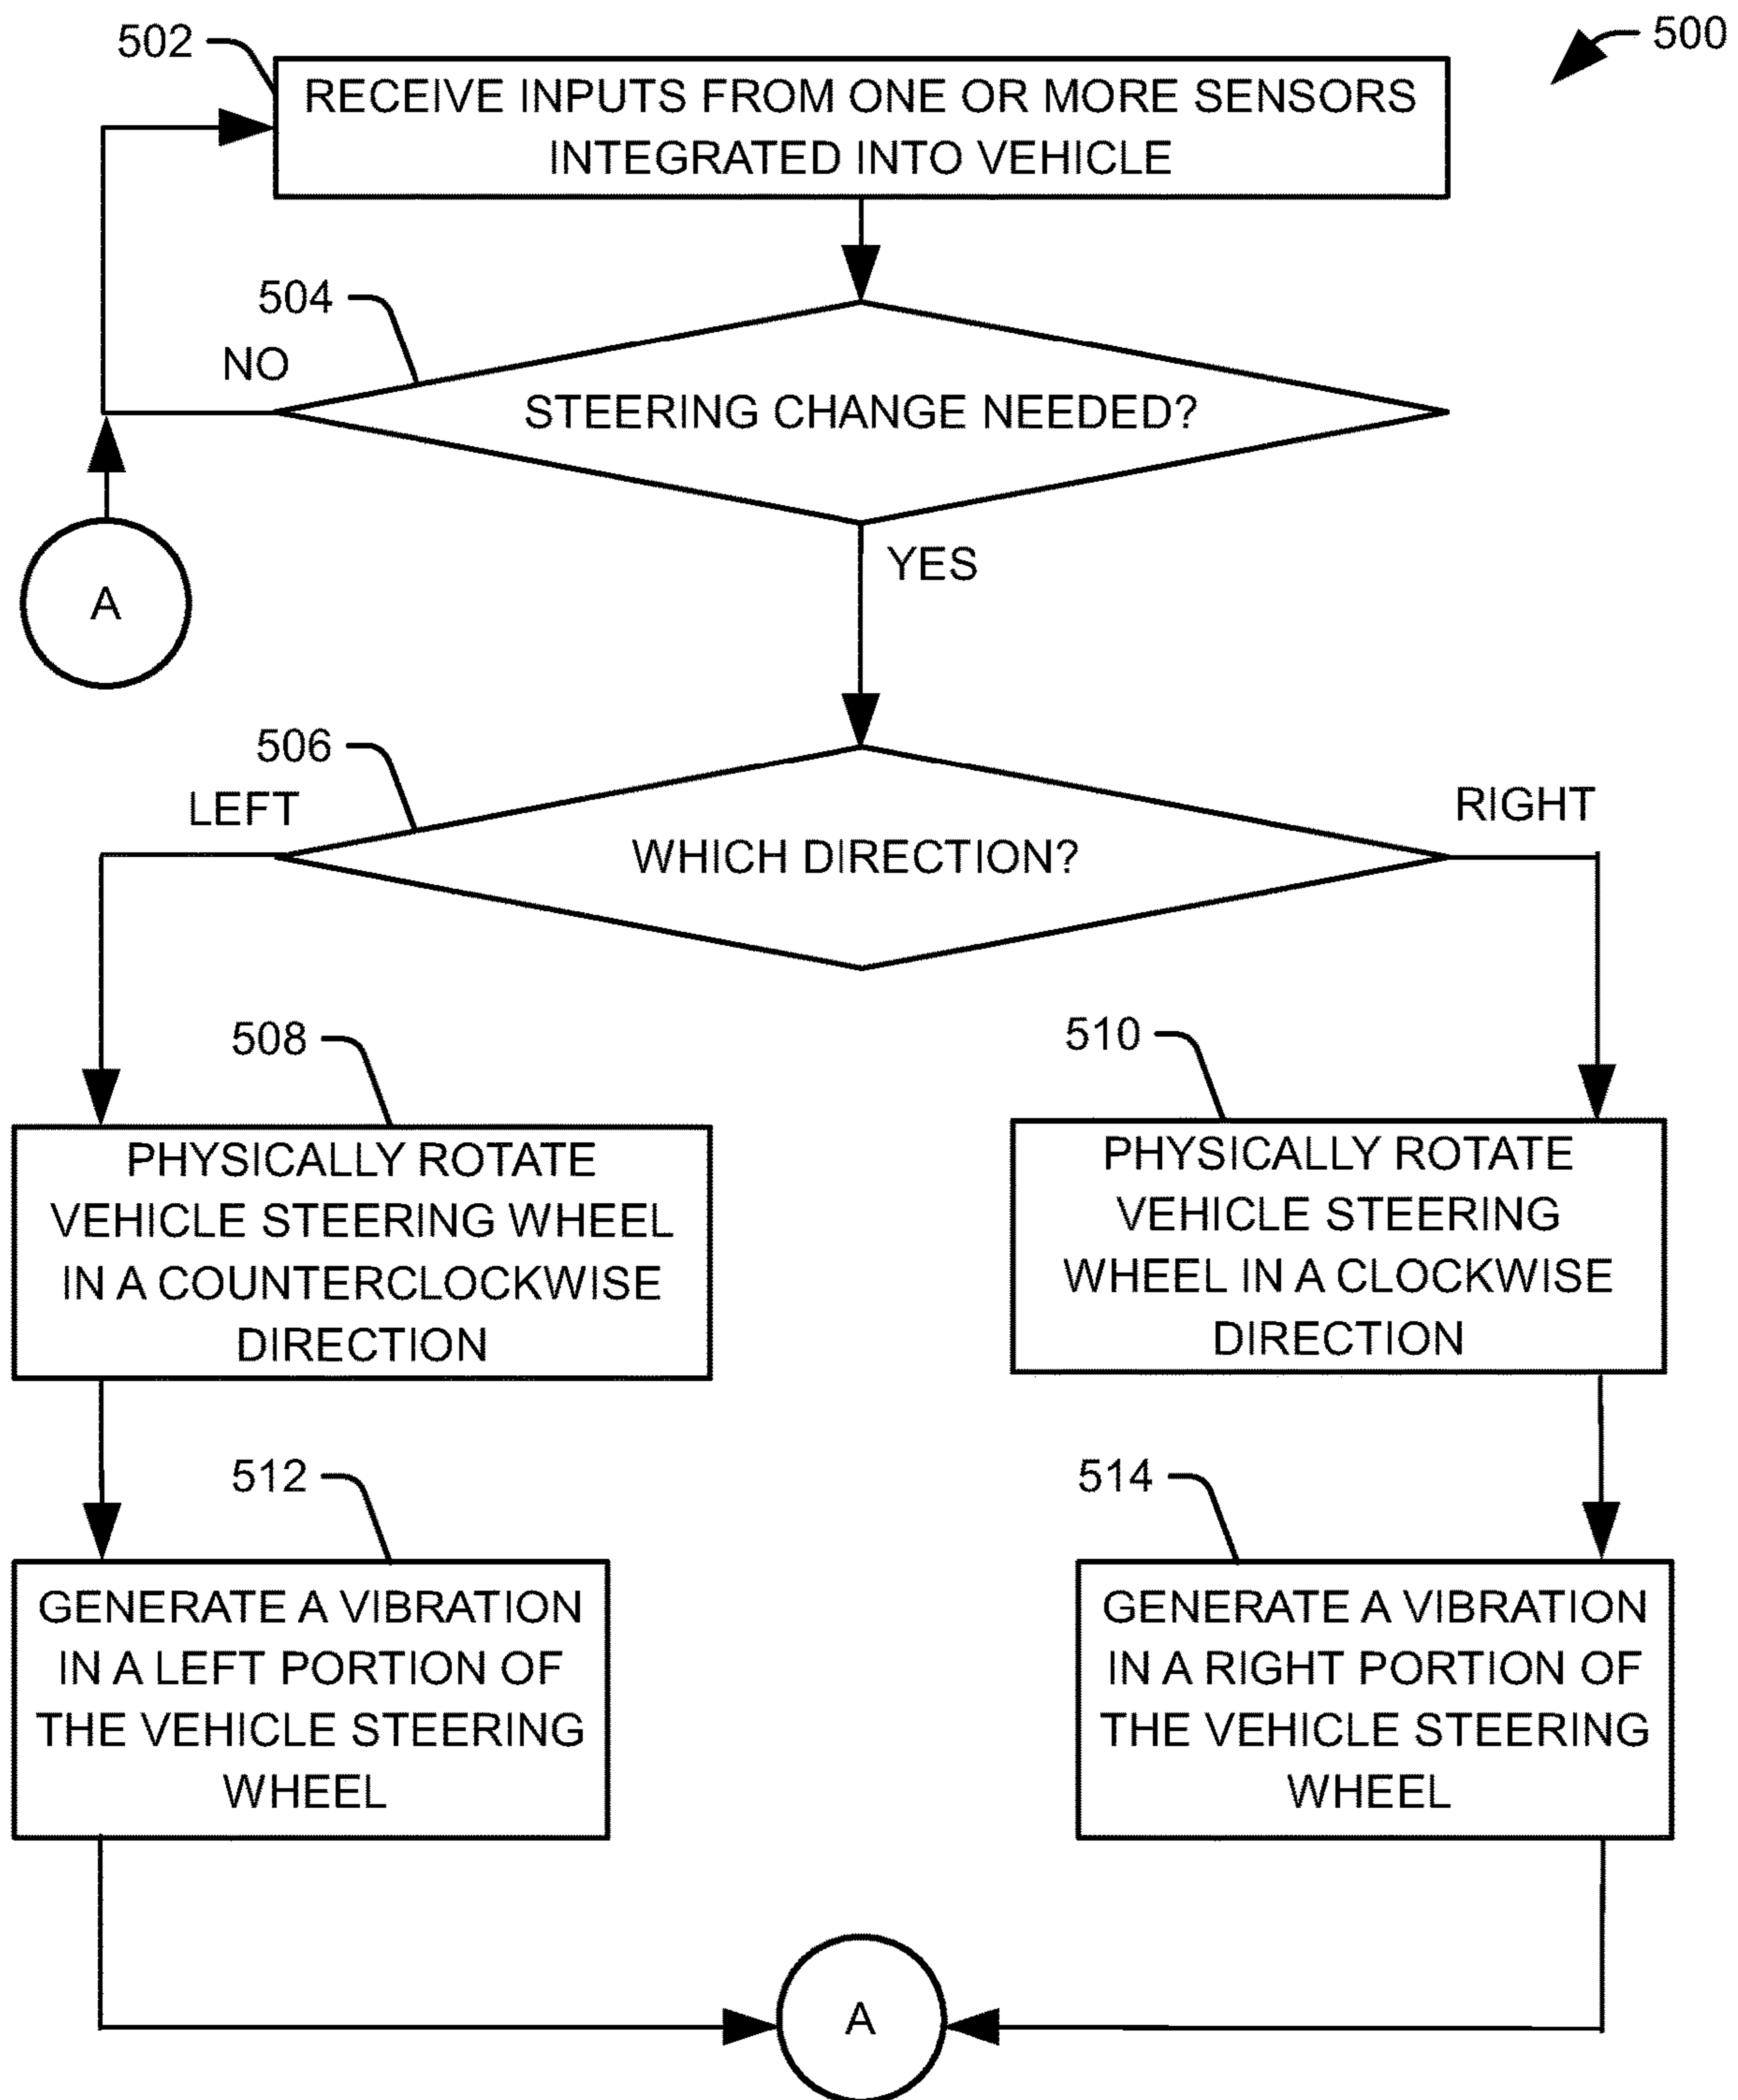 502
500
RECEIVE INPUTS FROM ONE OR MORE SENSORS
INTEGRATED INTO VEHICLE
504
NO
STEERING CHANGE NEEDED?
YES
A
506
LEFT
RIGHT
WHICH DIRECTION?
508
510
PHYSICALLY ROTATE
VEHICLE STEERING WHEEL
IN A COUNTERCLOCKWISE
DIRECTION
PHYSICALLY ROTATE
VEHICLE STEERING
WHEEL IN A CLOCKWISE
DIRECTION
512
514
GENERATE A VIBRATION
IN A LEFT PORTION OF
THE VEHICLE STEERING
WHEEL
GENERATE A VIBRATION
IN A RIGHT PORTION OF
THE VEHICLE STEERING
WHEEL
A